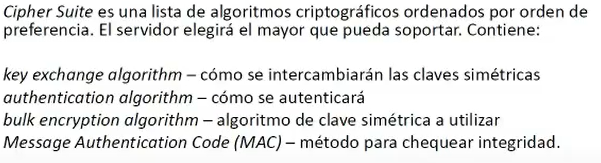 Cipher Suite es una lista de algoritmos criptográficos ordenados por orden de
preferencia. El servidor elegirá el mayor que pueda soportar. Contiene:
key exchange algorithm – cómo se intercambiarán las claves simétricas
authentication algorithm – cómo se autenticará
bulk encryption algorithm – algoritmo de clave simétrica a utilizar
Message Authentication Code (MAC) – método para chequear integridad.